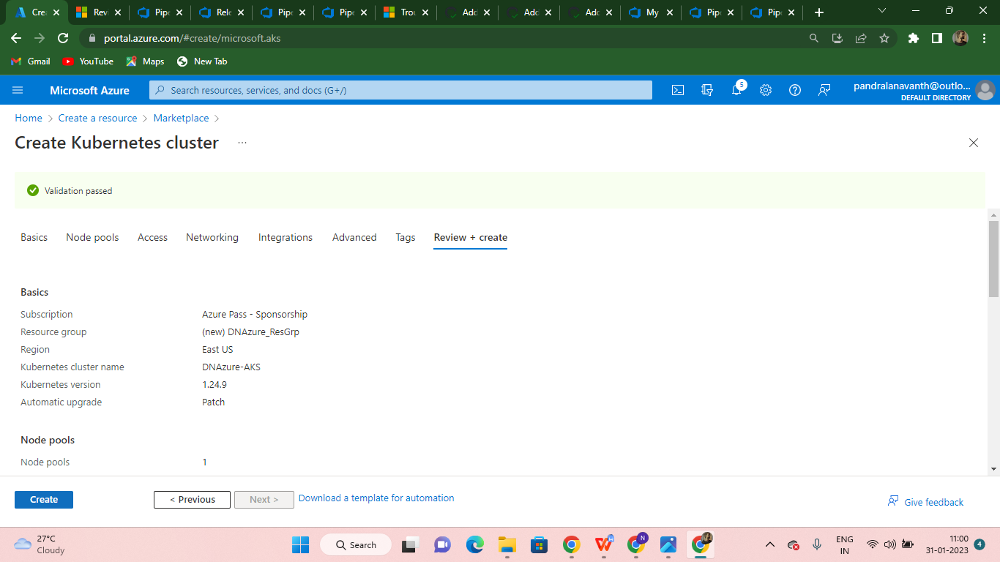 Cre
Rev
Pipe
Rele
Pipe
Pipe
Trou
Add
Add
Add
My
Pip
Pipe
portal.azure.com/#create/microsoft.aks
Gmail
YouTube
Maps
New Tab
Microsoft Azure
Search resources, services, and docs (G+/)
5
pandralanavanth@outlo...
DEFAULT DIRECTORY
Home > Create a resource > Marketplace >
Create Kubernetes cluster ...
Validation passed
Basics
Node pools
Access
Networking
Integrations
Advanced
Tags
Review + create
Basics
Subscription Azure Pass - Sponsorship
Resource group (new) DNAzure_ResGrp
Region East US
Kubernetes cluster name DNAzure-AKS
Kubernetes version 1.24.9
Automatic upgrade Patch
Node pools
Node pools 1
Create
< Previous
Next >
Download a template for automation
Give feedback
27°C
Cloudy
Search
N
ENG
IN
11:00
31-01-2023
4